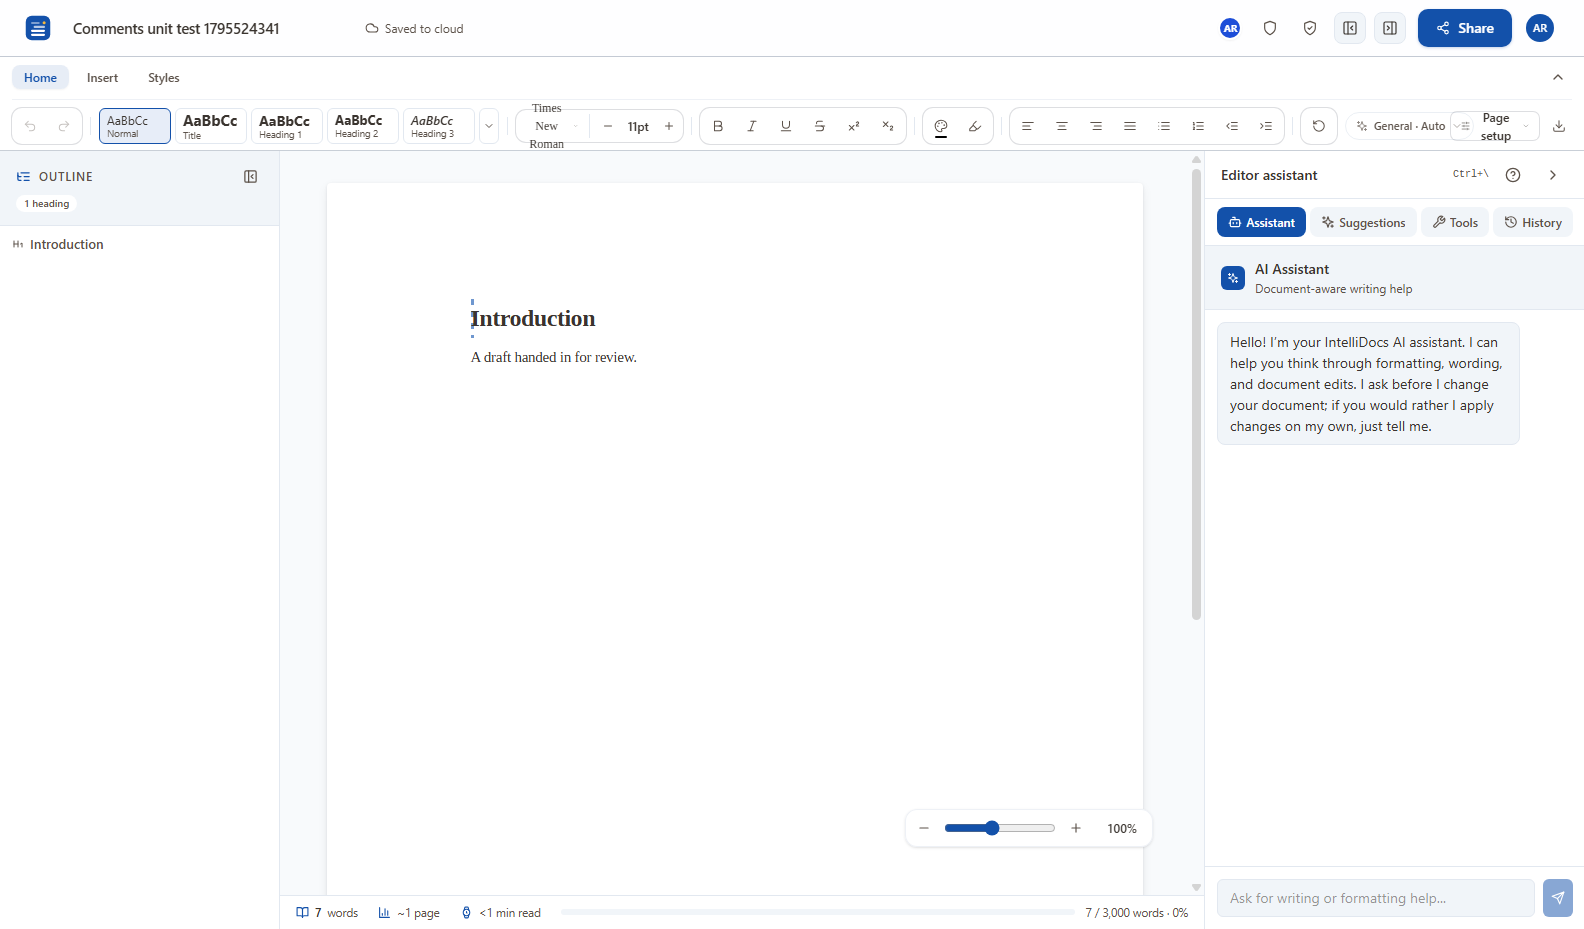 Comments unit test 1795524341
Saved to cloud
AR
Share
AR
Home
Insert
Styles
AaBbCc
Normal
AaBbCc
Title
AaBbCc
Heading 1
AaBbCc
Heading 2
AaBbCc
Heading 3
Times
New
Roman
11pt
General · Auto
Page
setup
OUTLINE
1 heading
H1 Introduction
Introduction
A draft handed in for review.
100%
7 words
~1 page
<1 min read
7 / 3,000 words · 0%
Editor assistant
Ctrl+\
Assistant
Suggestions
Tools
History
AI Assistant
Document-aware writing help
Hello! I'm your IntelliDocs AI assistant. I can
help you think through formatting, wording,
and document edits. I ask before I change
your document; if you would rather I apply
changes on my own, just tell me.
Ask for writing or formatting help...